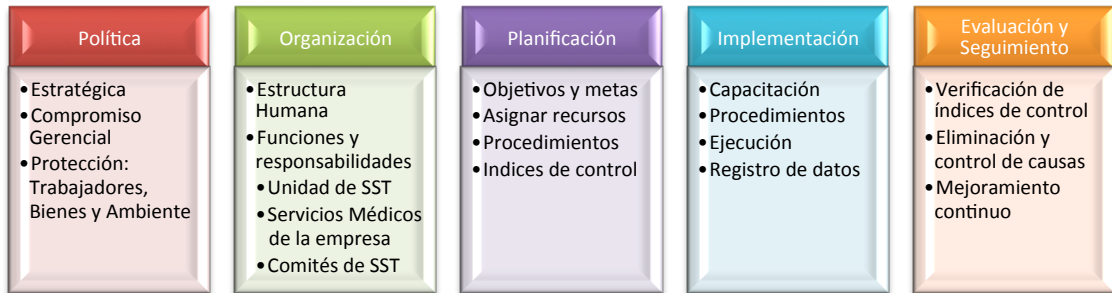 Política
• Estratégica
• Compromiso
Gerencial
• Protección:
Trabajadores,
Bienes y Ambiente
Organización
• Estructura
Humana
• Funciones y
responsabilidades
• Unidad de SST
• Servicios Médicos
de la empresa
• Comités de SST
Planificación
• Objetivos y metas
• Asignar recursos
• Procedimientos
• Indices de control
Implementación
• Capacitación
• Procedimientos
• Ejecución
• Registro de datos
Evaluación y
Seguimiento
• Verificación de
índices de control
• Eliminación y
control de causas
• Mejoramiento
continuo